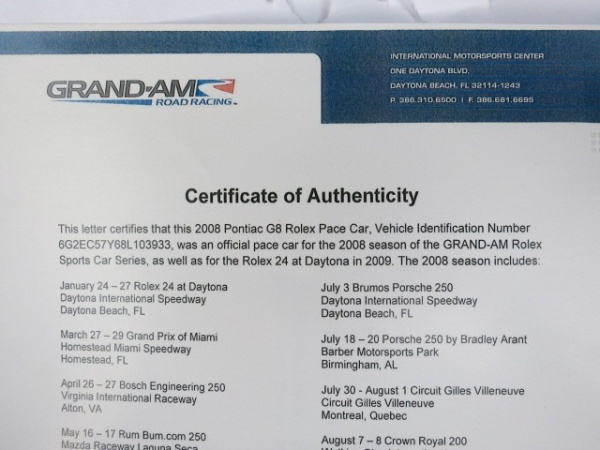 GRAND-AM
ROAD RACING
INTERNATIONAL MOTORSPORTS CENTER
ONE DAYTONA BLVD.
DAYTONA BEACH, FL 32114-1243
P. 386.310.6500 | F. 386.681.6695
Certificate of Authenticity
This letter certifies that this 2008 Pontiac G8 Rolex Pace Car, Vehicle Identification Number
6G2EC57Y68L103933, was an official pace car for the 2008 season of the GRAND-AM Rolex
Sports Car Series, as well as for the Rolex 24 at Daytona in 2009. The 2008 season includes:
January 24 – 27 Rolex 24 at Daytona
Daytona International Speedway
Daytona Beach, FL
March 27 – 29 Grand Prix of Miami
Homestead Miami Speedway
Homestead, FL
April 26 – 27 Bosch Engineering 250
Virginia International Raceway
Alton, VA
May 16 – 17 Rum Bum.com 250
Mazda Raceway Laguna Seca
July 3 Brumos Porsche 250
Daytona International Speedway
Daytona Beach, FL
July 18 – 20 Porsche 250 by Bradley Arant
Barber Motorsports Park
Birmingham, AL
July 30 - August 1 Circuit Gilles Villeneuve
Circuit Gilles Villeneuve
Montreal, Quebec
August 7 – 8 Crown Royal 200